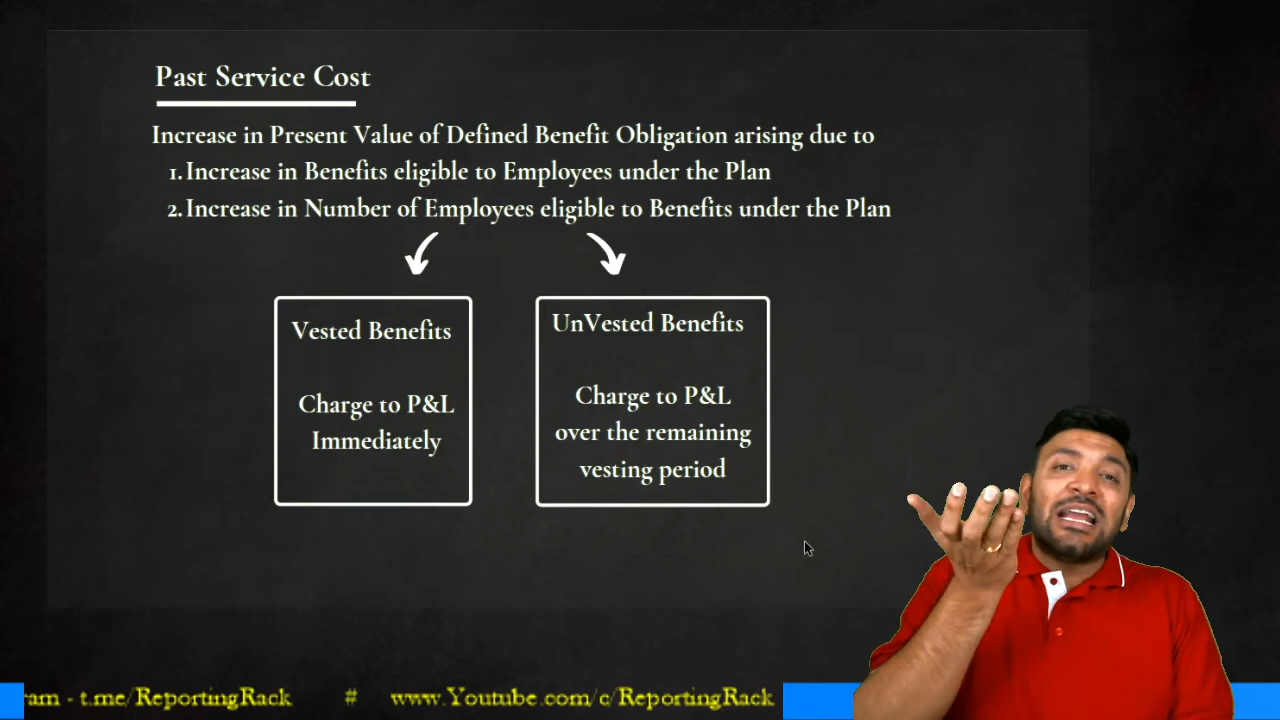 Past Service Cost
Increase in Present Value of Defined Benefit Obligation arising due to
1. Increase in Benefits eligible to Employees under the Plan
2. Increase in Number of Employees eligible to Benefits under the Plan
Vested Benefits
Charge to P&L
Immediately
UnVested Benefits
Charge to P&L
over the remaining
vesting period
ram - t.me/ReportingRack # www.Youtube.com/c/ReportingRack